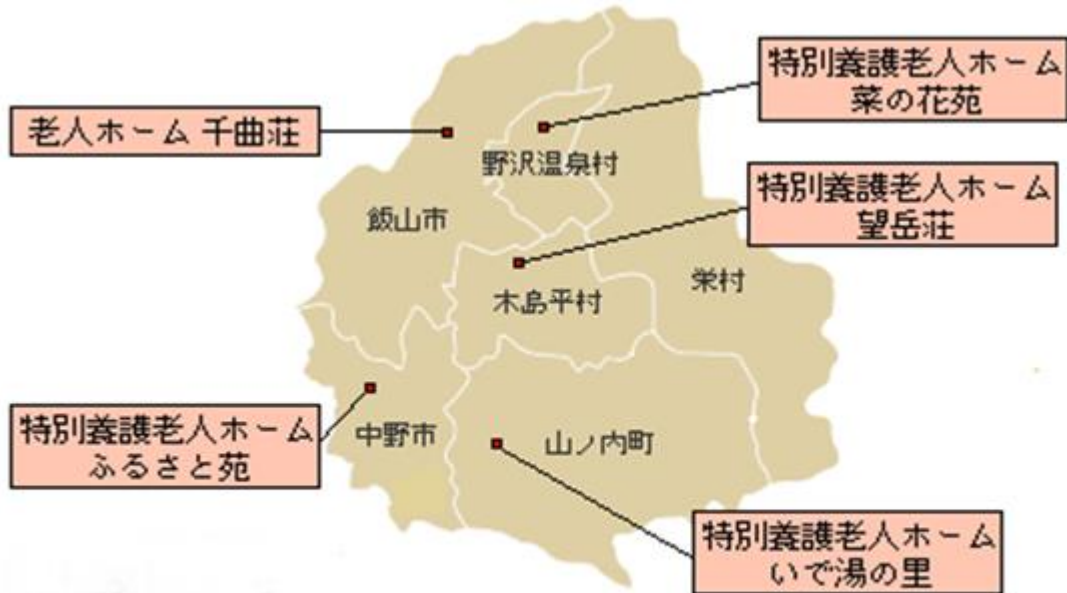 特別養護老人ホーム
菜の花苑
老人ホーム 千曲荘
野沢温泉村
特別養護老人ホーム
望岳荘
飯山市
栄村
木島平村
特別養護老人ホーム
ふるさと苑
中野市
山ノ内町
特別養護老人ホーム
いで湯の里